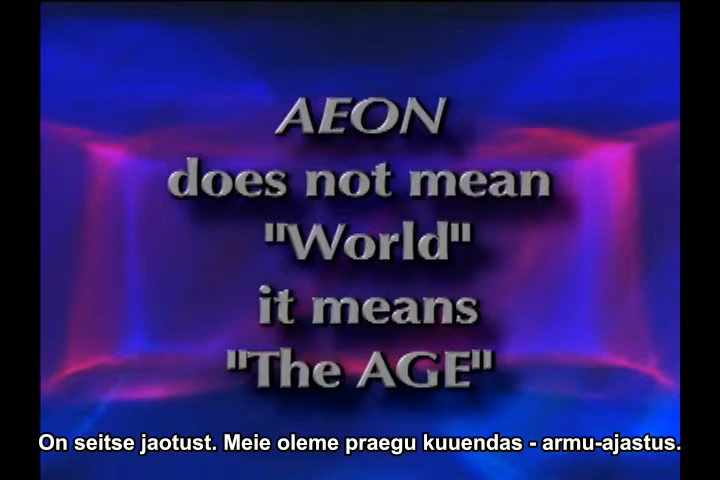 AEON
does not mean
"World"
it means
"The AGE"
On seitse jaotust. Meie oleme praegu kuuendas - armu-ajastus.